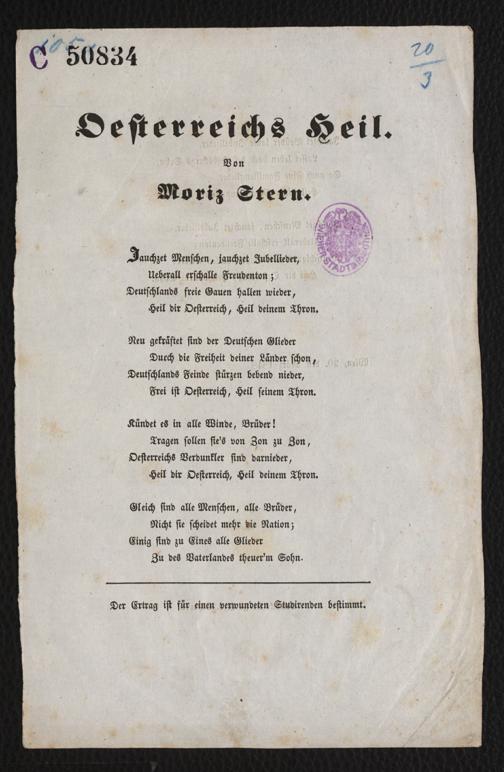 C 50834
20
3
Oesterreichs Heil.
Von
Moriz Stern.
Jauchzet Menschen, jauchzet Jubellieder,
Ueberall erschalle Freudenton;
Deutschlands freie Gauen hallen wieder,
Heil dir Oesterreich, Heil deinem Thron.
Neu gekräftet sind der Deutschen Glieder
Durch die Freiheit deiner Länder schon,
Deutschlands Feinde stürzen bebend nieder,
Frei ist Oesterreich, Heil seinem Thron.
Kündet es in alle Winde, Brüder!
Tragen sollen sie's von Zon zu Zon,
Oesterreichs Verdunkler sind darnieder,
Heil dir Oesterreich, Heil deinem Thron.
Gleich sind alle Menschen, alle Brüder,
Nicht sie scheidet mehr die Nation;
Einig sind zu Eines alle Glieder
Zu des Vaterlandes theuer'm Sohn.
Der Ertrag ist für einen verwundeten Studirenden bestimmt.